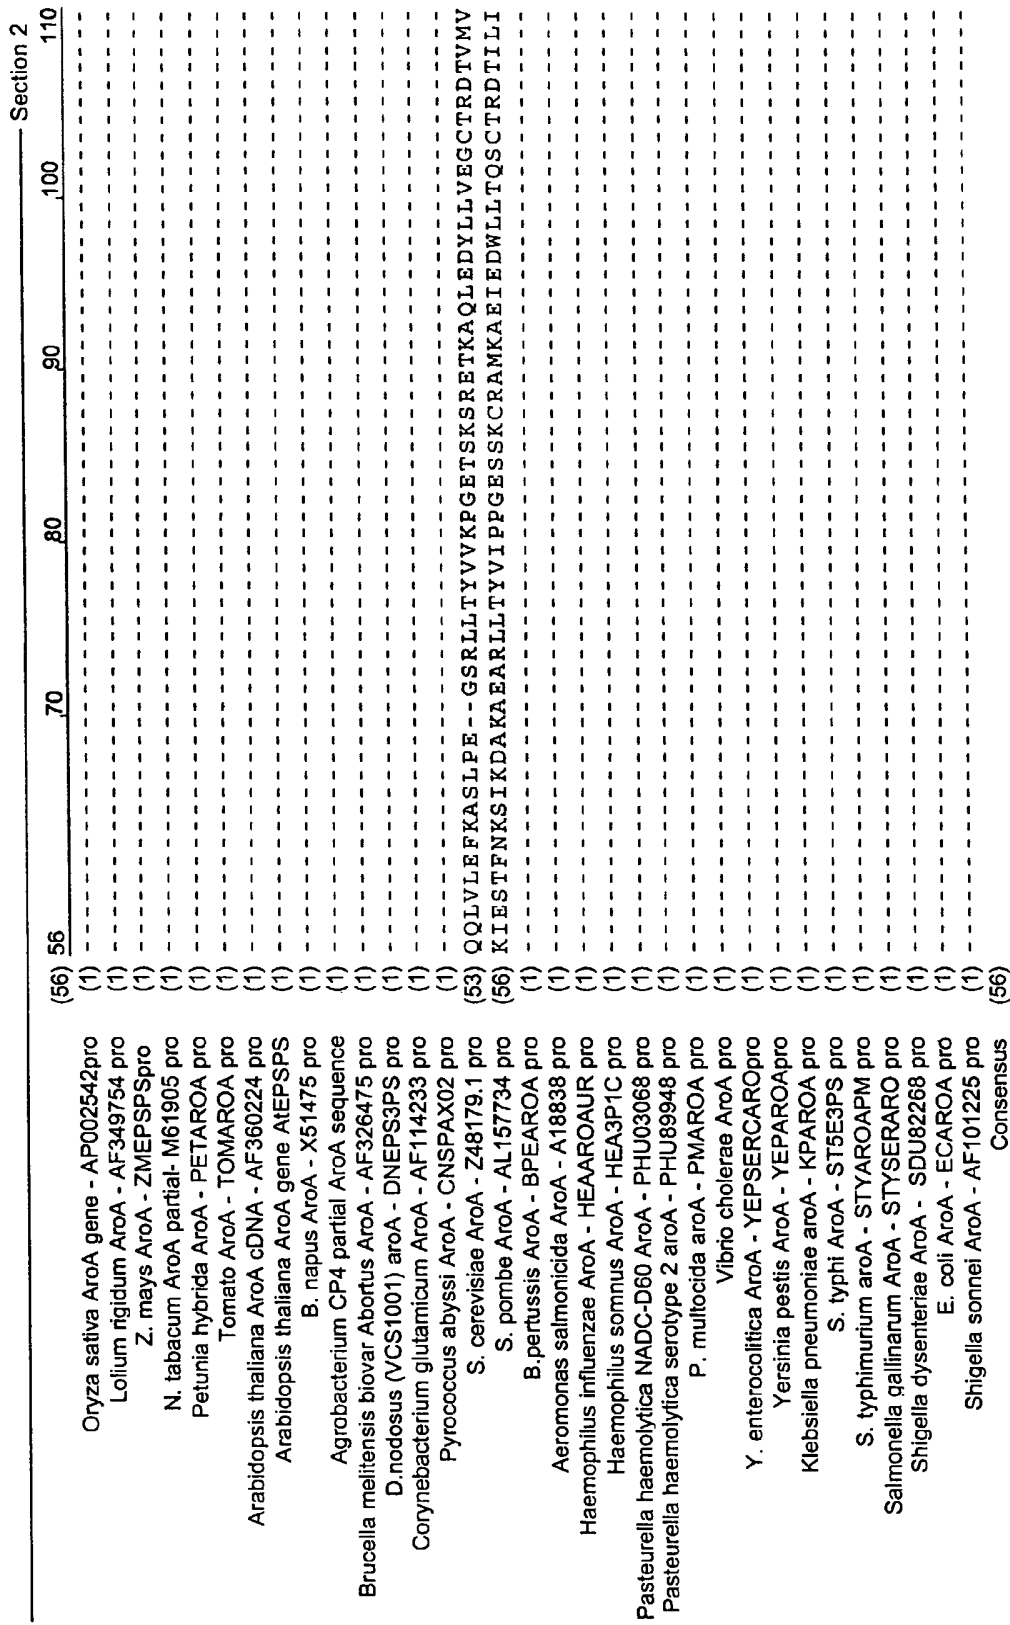 Section 2
(56) 56 70 80 90 100 110
Oryza sativa AroA gene - AP002542pro (1) -------------------------------------------------------
Lolium rigidum AroA - AF349754 pro (1) -------------------------------------------------------
Z. mays AroA - ZMEPSPSpro (1) -------------------------------------------------------
N. tabacum AroA partial- M61905 pro (1) -------------------------------------------------------
Petunia hybrida AroA - PETAROA pro (1) -------------------------------------------------------
Tomato AroA - TOMAROA pro (1) -------------------------------------------------------
Arabidopsis thaliana AroA cDNA - AF360224 pro (1) -------------------------------------------------------
Arabidopsis thaliana AroA gene AtEPSPS (1) -------------------------------------------------------
B. napus AroA - X51475 pro (1) -------------------------------------------------------
Agrobacterium CP4 partial AroA sequence (1) -------------------------------------------------------
Brucella melitensis biovar Abortus AroA - AF326475 pro (1) -------------------------------------------------------
D.nodosus (VCS1001) aroA - DNEPS3PS pro (1) -------------------------------------------------------
Corynebacterium glutamicum AroA - AF114233 pro (1) -------------------------------------------------------
Pyrococcus abyssi AroA - CNSPAX02 pro (1) -------------------------------------------------------
S. cerevisiae AroA - Z48179.1 pro (53) QQLVLEFKASLPE--GSRLLTYVVKPGETSKSRETKAQLEDYLLVEGCTRDTVMV
S. pombe AroA - AL157734 pro (56) KIESTFNKSIKDAKAEARLLTYVIPPGESSKCRAMKAEIEDWLLTQSCTRDTILI
B.pertussis AroA - BPEAROA pro (1) -------------------------------------------------------
Aeromonas salmonicida AroA - A18838 pro (1) -------------------------------------------------------
Haemophilus influenzae AroA - HEAAROAUR pro (1) -------------------------------------------------------
Haemophilus somnus AroA - HEA3P1C pro (1) -------------------------------------------------------
Pasteurella haemolytica NADC-D60 AroA - PHU03068 pro (1) -------------------------------------------------------
Pasteurella haemolytica serotype 2 aroA - PHU89948 pro (1) -------------------------------------------------------
P. multocida aroA - PMAROA pro (1) -------------------------------------------------------
Vibrio cholerae AroA pro (1) -------------------------------------------------------
Y. enterocolitica AroA - YEPSERCAROpro (1) -------------------------------------------------------
Yersinia pestis AroA - YEPAROApro (1) -------------------------------------------------------
Klebsiella pneumoniae aroA - KPAROA pro (1) -------------------------------------------------------
S. typhi AroA - ST5E3PS pro (1) -------------------------------------------------------
S. typhimurium aroA - STYAROAPM pro (1) -------------------------------------------------------
Salmonella gallinarum AroA - STYSERARO pro (1) -------------------------------------------------------
Shigella dysenteriae AroA - SDU82268 pro (1) -------------------------------------------------------
E. coli AroA - ECAROA pro (1) -------------------------------------------------------
Shigella sonnei AroA - AF101225 pro (1) -------------------------------------------------------
Consensus (56)